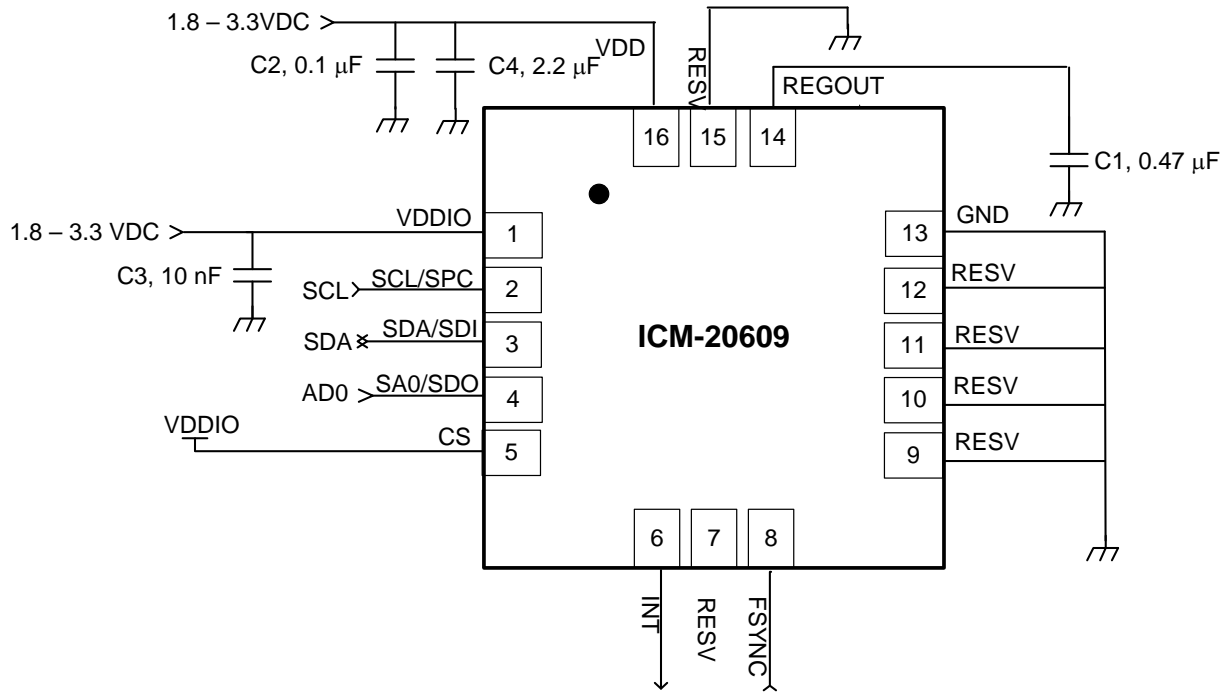 1.8 – 3.3VDC
C2, 0.1 μF
C4, 2.2 μF
VDD
RESV
REGOUT
C1, 0.47 μF
16
15
14
1.8 – 3.3 VDC
VDDIO
C3, 10 nF
1
SCL
SCL/SPC
2
SDA
SDA/SDI
3
AD0
SA0/SDO
4
VDDIO
CS
5
ICM-20609
13
GND
12
RESV
11
RESV
10
RESV
9
RESV
6
7
8
INT
RESV
FSYNC